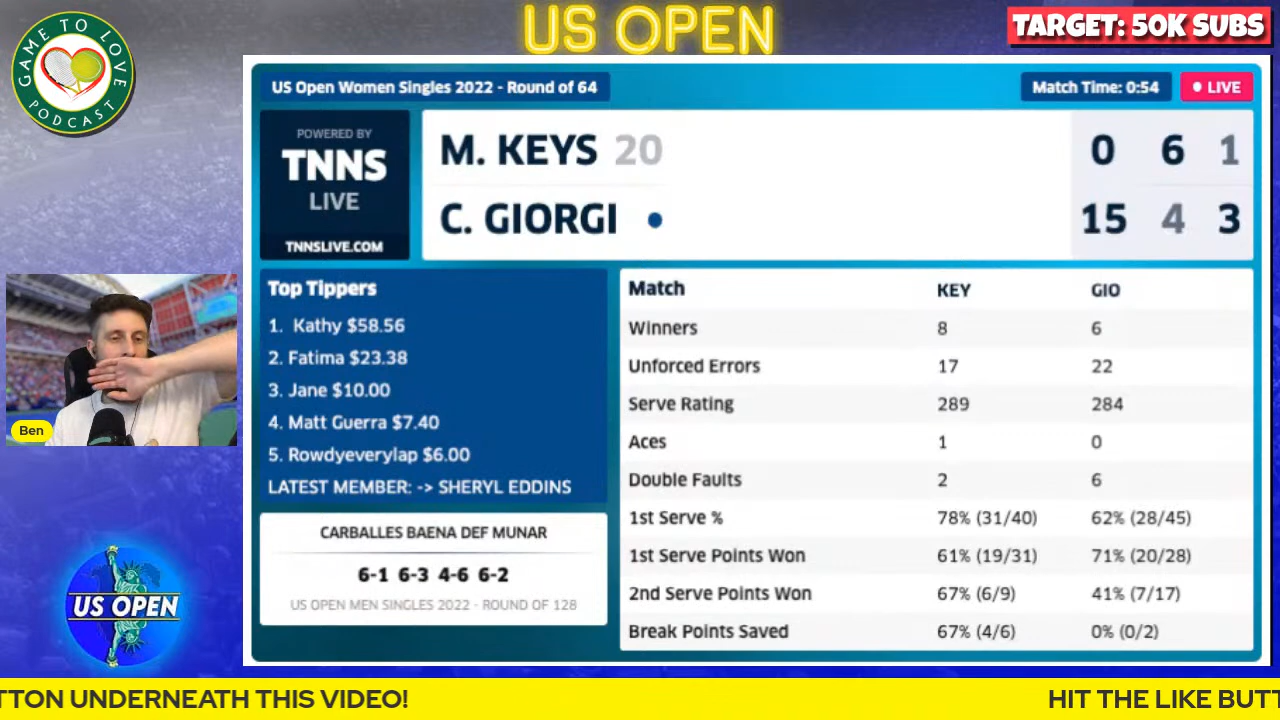 GAME TO LOVE
PODCAST
US OPEN
TARGET: 50K SUBS
US Open Women Singles 2022 - Round of 64
Match Time: 0:54
LIVE
POWERED BY
TNNS
LIVE
TNNSLIVE.COM
M. KEYS 20 0 6 1
C. GIORGI 15 4 3
Top Tippers
1. Kathy $58.56
2. Fatima $23.38
3. Jane $10.00
4. Matt Guerra $7.40
5. Rowdyeverylap $6.00
LATEST MEMBER: -> SHERYL EDDINS
CARBALLES BAENA DEF MUNAR
6-1 6-3 4-6 6-2
US OPEN MEN SINGLES 2022 - ROUND OF 128
Match KEY GIO
Winners 8 6
Unforced Errors 17 22
Serve Rating 289 284
Aces 1 0
Double Faults 2 6
1st Serve % 78% (31/40) 62% (28/45)
1st Serve Points Won 61% (19/31) 71% (20/28)
2nd Serve Points Won 67% (6/9) 41% (7/17)
Break Points Saved 67% (4/6) 0% (0/2)
Ben
US OPEN
TTON UNDERNEATH THIS VIDEO!
HIT THE LIKE BUTT